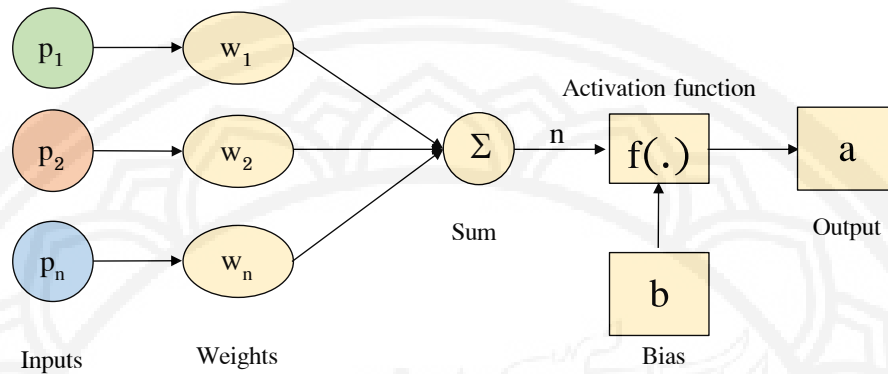 p1
w1
Activation function
p2
w2
Σ
n
f(.)
a
Sum
Output
pn
wn
b
Inputs
Weights
Bias